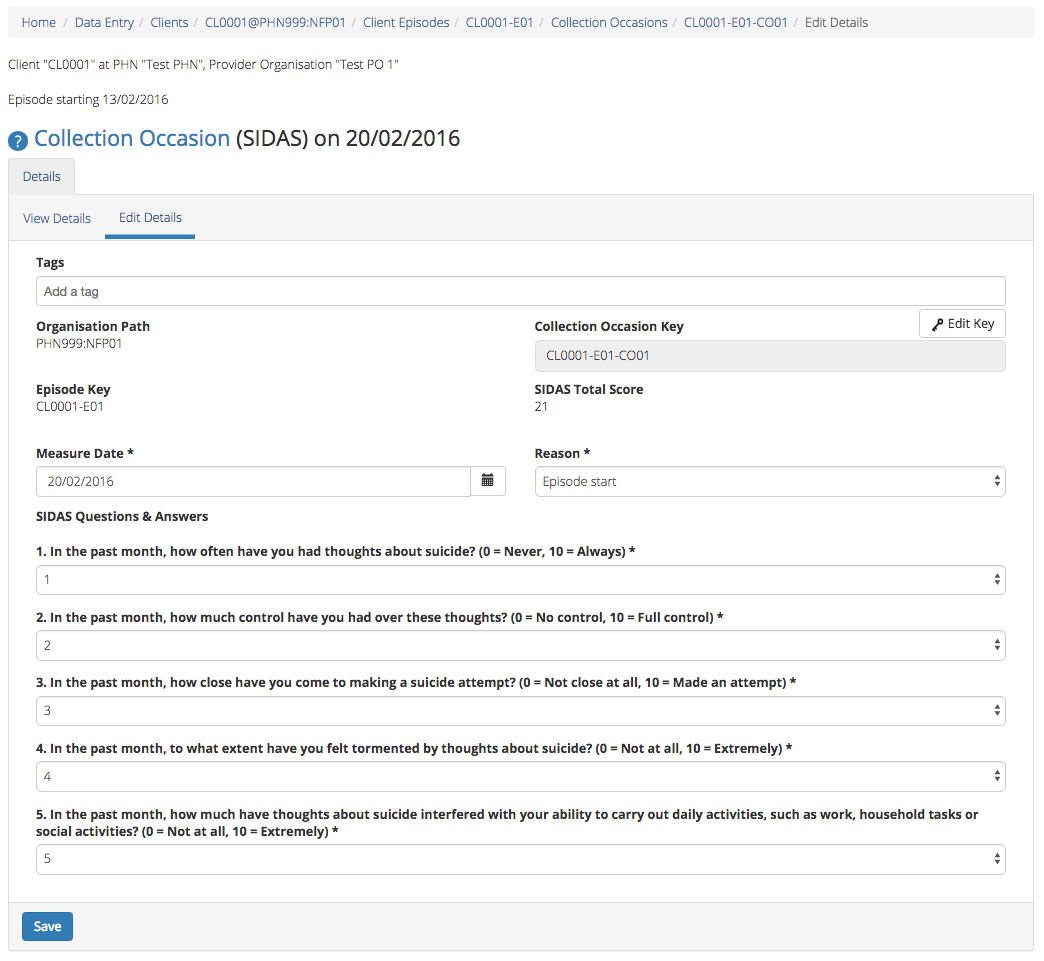 Home / Data Entry / Clients / CL0001@PHN999:NFP01 / Client Episodes / CL0001-E01 / Collection Occasions / CL0001-E01-CO01 / Edit Details
Client "CL0001" at PHN "Test PHN", Provider Organisation "Test PO 1"
Episode starting 13/02/2016
? Collection Occasion (SIDAS) on 20/02/2016
Details
View Details Edit Details
Tags
Add a tag
Organisation Path
PHN999:NFP01
Collection Occasion Key
Edit Key
CL0001-E01-CO01
Episode Key
CL0001-E01
SIDAS Total Score
21
Measure Date *
20/02/2016
Reason *
Episode start
SIDAS Questions & Answers
1. In the past month, how often have you had thoughts about suicide? (0 = Never, 10 = Always) *
1
2. In the past month, how much control have you had over these thoughts? (0 = No control, 10 = Full control) *
2
3. In the past month, how close have you come to making a suicide attempt? (0 = Not close at all, 10 = Made an attempt) *
3
4. In the past month, to what extent have you felt tormented by thoughts about suicide? (0 = Not at all, 10 = Extremely) *
4
5. In the past month, how much have thoughts about suicide interfered with your ability to carry out daily activities, such as work, household tasks or
social activities? (0 = Not at all, 10 = Extremely) *
5
Save